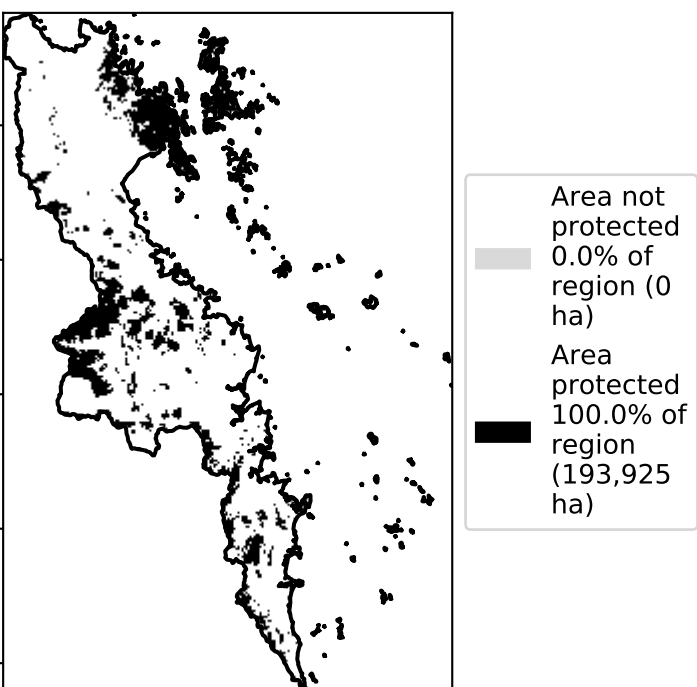 Area not
protected
0.0% of
region (0
ha)
Area
protected
100.0% of
region
(193,925
ha)